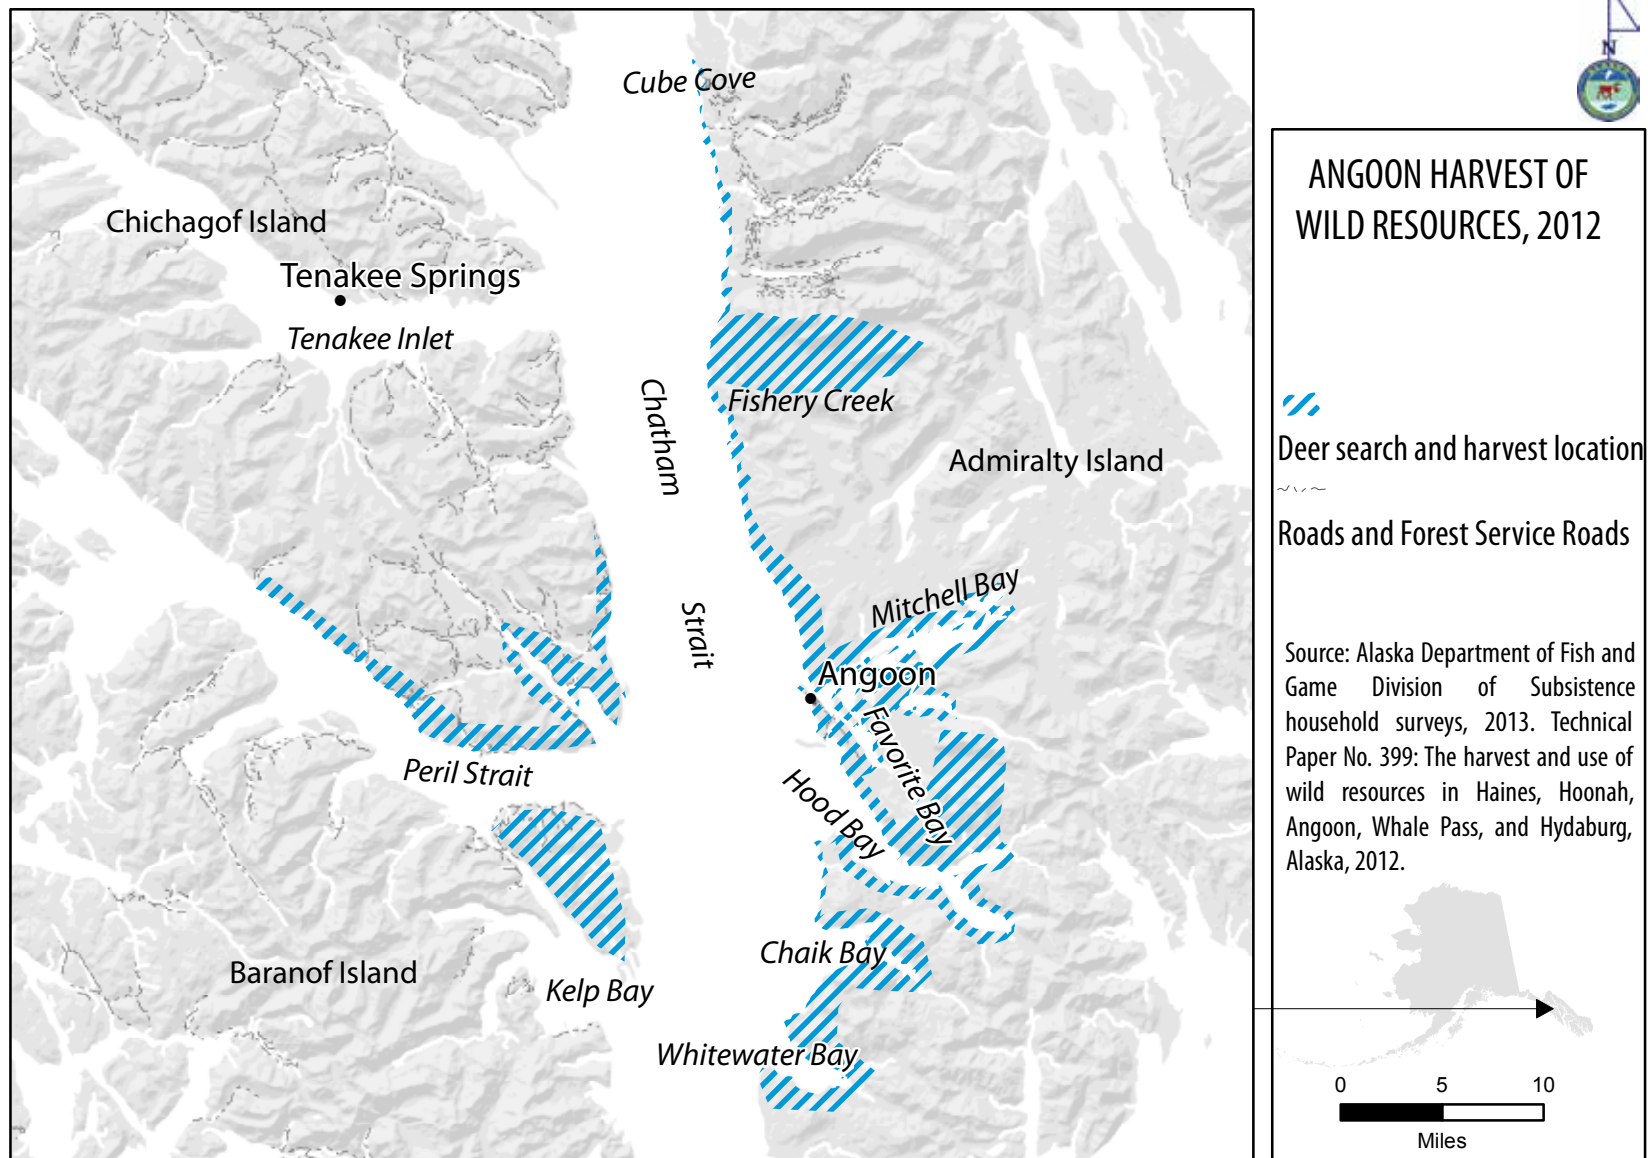 Cube Cove
Chichagof Island
Tenakee Springs
Tenakee Inlet
Chatham
Strait
Fishery Creek
Admiralty Island
Mitchell Bay
Angoon
Favorite Bay
Hood Bay
Peril Strait
Chaik Bay
Baranof Island
Kelp Bay
Whitewater Bay
N
ANGOON HARVEST OF
WILD RESOURCES, 2012
Deer search and harvest location
Roads and Forest Service Roads
Source: Alaska Department of Fish and
Game Division of Subsistence
household surveys, 2013. Technical
Paper No. 399: The harvest and use of
wild resources in Haines, Hoonah,
Angoon, Whale Pass, and Hydaburg,
Alaska, 2012.
0 5 10
Miles